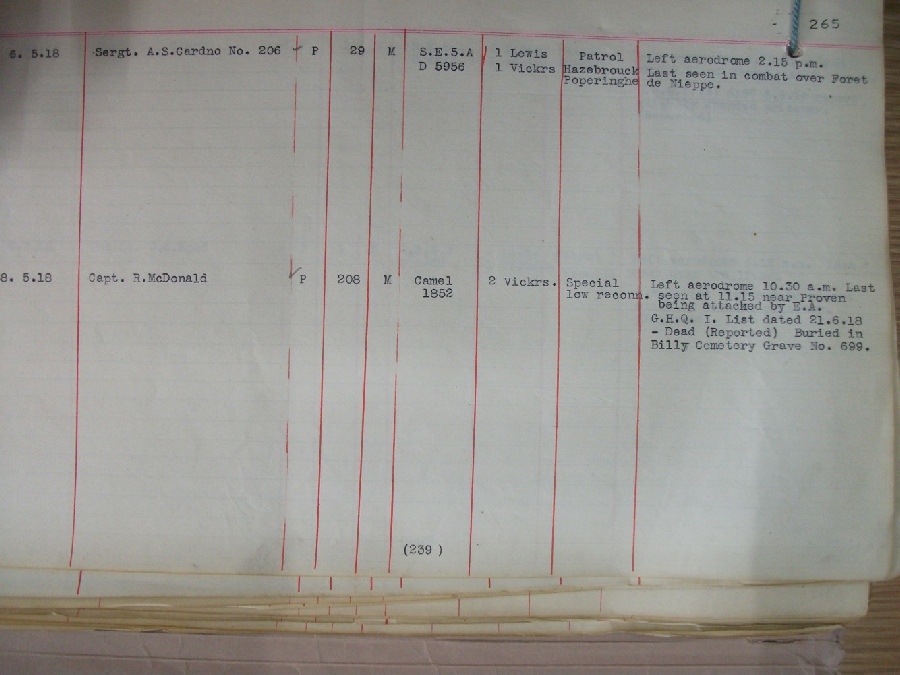 - 265
6. 5.18 Sergt. A.S.Cardno No. 206 ✓ P 29 M S.E.5.A 1 Lewis Patrol Left aerodrome 2.15 p.m.
D 5956 1 Vickrs Hazebrouck Last seen in combat over Foret
Poperinghe de Nieppe.
8. 5.18 Capt. R.McDonald ✓ P 208 M Camel 2 Vickrs. Special Left aerodrome 10.30 a.m. Last
1852 low reconn. seen at 11.15 near Proven
being attacked by E.A.
G.H.Q. I. List dated 21.6.18
- Dead (Reported) Buried in
Billy Cemetery Grave No. 699.
(239 )